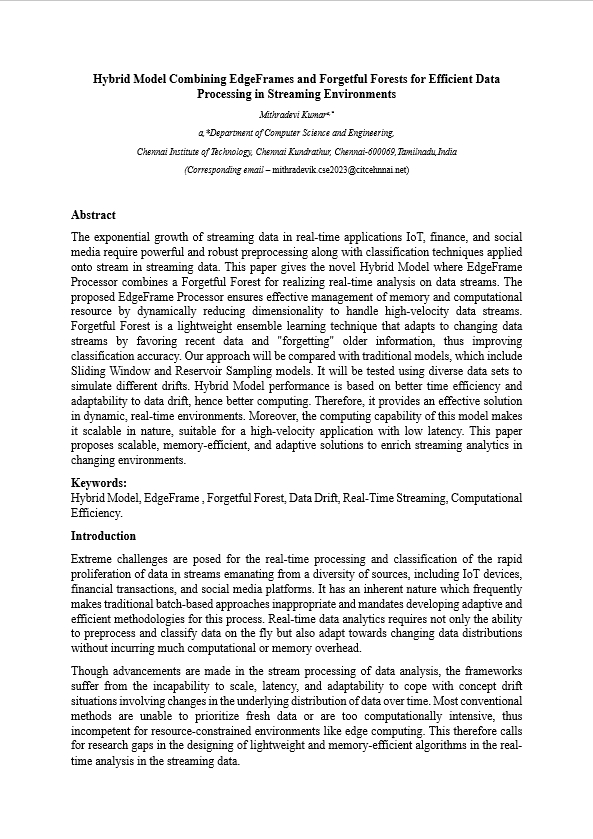 Hybrid Model Combining EdgeFrames and Forgetful Forests for Efficient Data
Processing in Streaming Environments
Mithradevi Kumar a,*
a,*Department of Computer Science and Engineering,
Chennai Institute of Technology, Chennai Kundrathur, Chennai-600069,Tamilnadu,India
(Corresponding email – mithradevik.cse2023@citcehnnai.net)
Abstract
The exponential growth of streaming data in real-time applications IoT, finance, and social
media require powerful and robust preprocessing along with classification techniques applied
onto stream in streaming data. This paper gives the novel Hybrid Model where EdgeFrame
Processor combines a Forgetful Forest for realizing real-time analysis on data streams. The
proposed EdgeFrame Processor ensures effective management of memory and computational
resource by dynamically reducing dimensionality to handle high-velocity data streams.
Forgetful Forest is a lightweight ensemble learning technique that adapts to changing data
streams by favoring recent data and "forgetting" older information, thus improving
classification accuracy. Our approach will be compared with traditional models, which include
Sliding Window and Reservoir Sampling models. It will be tested using diverse data sets to
simulate different drifts. Hybrid Model performance is based on better time efficiency and
adaptability to data drift, hence better computing. Therefore, it provides an effective solution
in dynamic, real-time environments. Moreover, the computing capability of this model makes
it scalable in nature, suitable for a high-velocity application with low latency. This paper
proposes scalable, memory-efficient, and adaptive solutions to enrich streaming analytics in
changing environments.
Keywords:
Hybrid Model, EdgeFrame , Forgetful Forest, Data Drift, Real-Time Streaming, Computational
Efficiency.
Introduction
Extreme challenges are posed for the real-time processing and classification of the rapid
proliferation of data in streams emanating from a diversity of sources, including IoT devices,
financial transactions, and social media platforms. It has an inherent nature which frequently
makes traditional batch-based approaches inappropriate and mandates developing adaptive and
efficient methodologies for this process. Real-time data analytics requires not only the ability
to preprocess and classify data on the fly but also adapt towards changing data distributions
without incurring much computational or memory overhead.
Though advancements are made in the stream processing of data analysis, the frameworks
suffer from the incapability to scale, latency, and adaptability to cope with concept drift
situations involving changes in the underlying distribution of data over time. Most conventional
methods are unable to prioritize fresh data or are too computationally intensive, thus
incompetent for resource-constrained environments like edge computing. This therefore calls
for research gaps in the designing of lightweight and memory-efficient algorithms in the real-
time analysis in the streaming data.